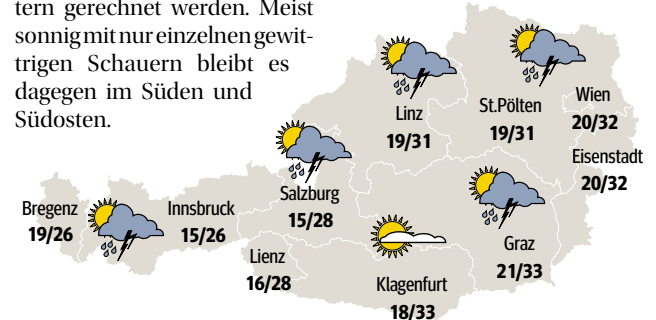 tern gerechnet werden. Meist
sonnig mit nur einzelnen gewit-
trigen Schauern bleibt es
dagegen im Süden und
Südosten.
Linz
19/31
St.Pölten
19/31
Wien
20/32
Eisenstadt
20/32
Salzburg
15/28
Bregenz
19/26
Innsbruck
15/26
Lienz
16/28
Klagenfurt
18/33
Graz
21/33